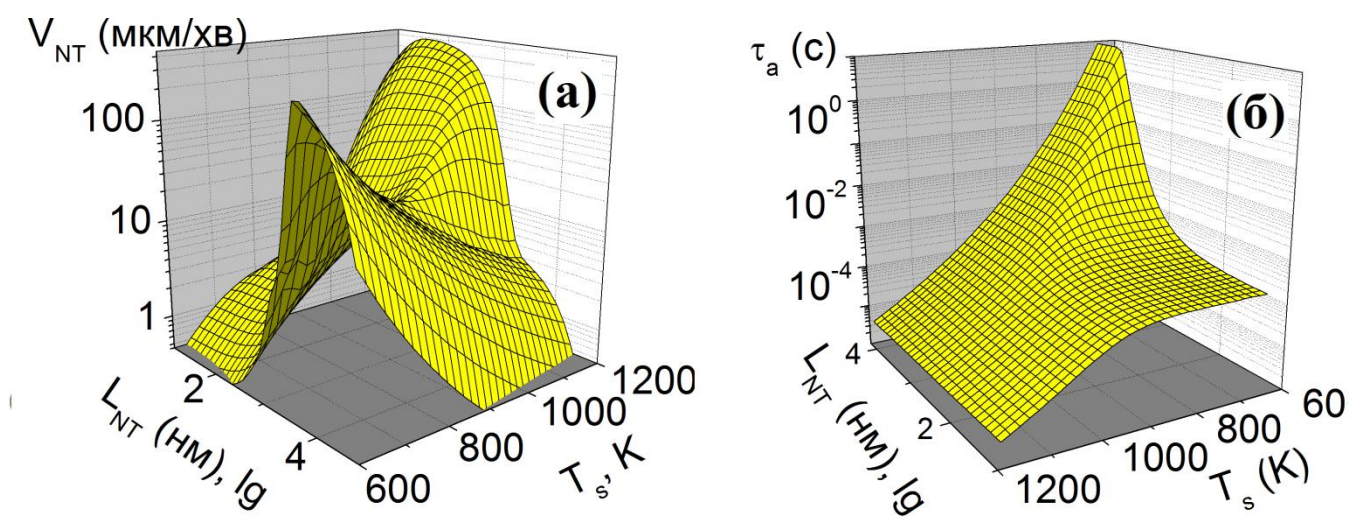 V_NT (мкм/хв)
(а)
100
10
1
2
4
L_NT (нм), lg
600
800
1000
1200
T_s, K
τ_a (с)
(б)
10^0
10^-2
10^-4
4
2
L_NT (нм), lg
1200
1000
800
60
T_s (K)